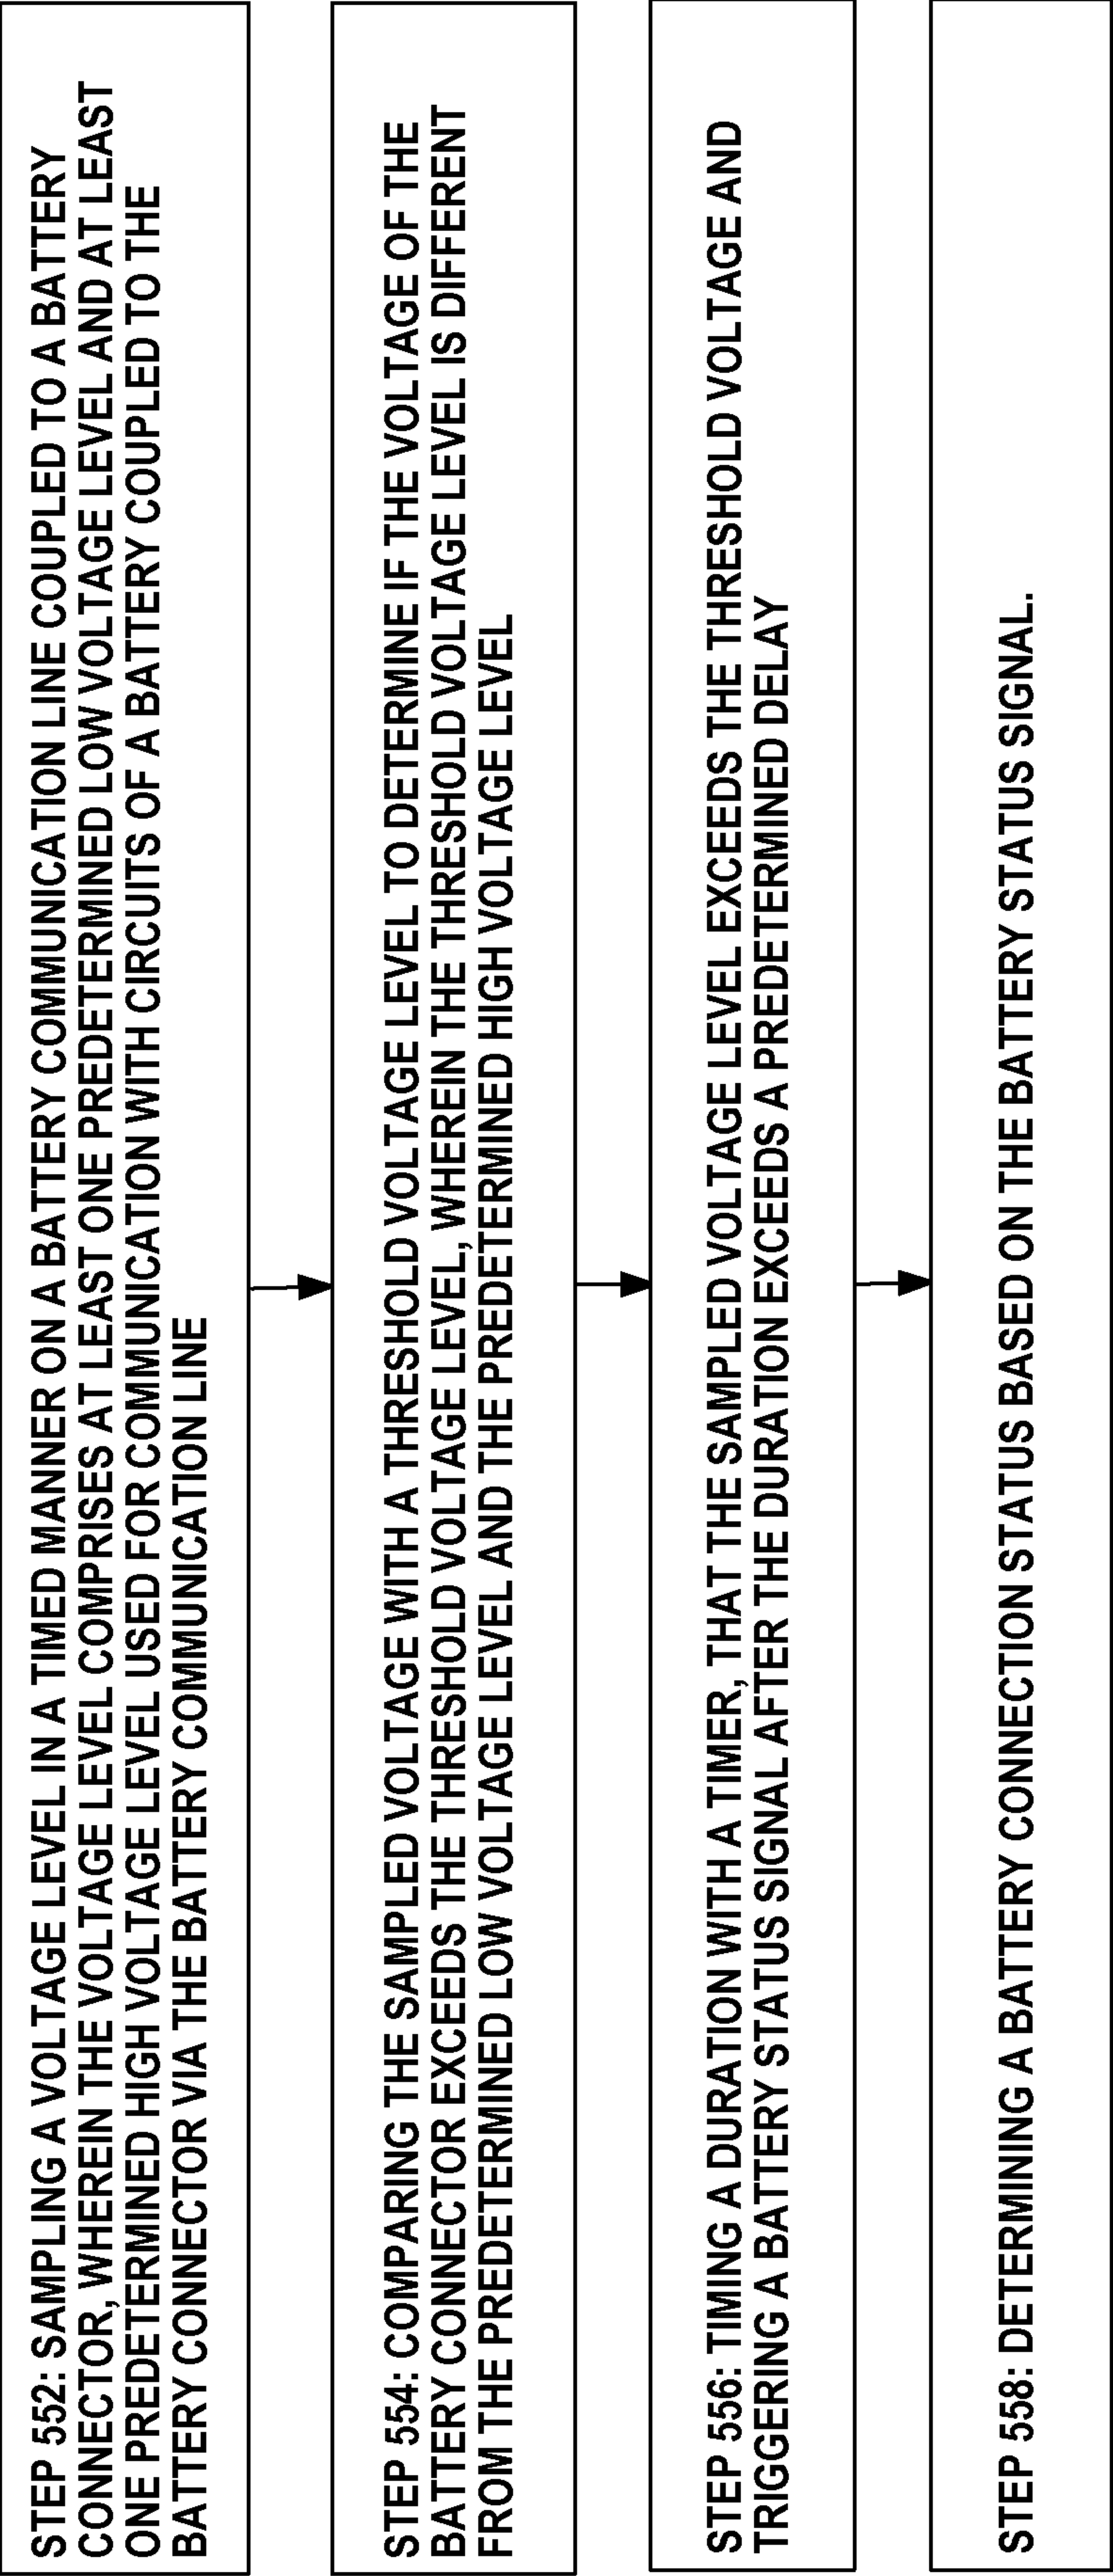 STEP 552: SAMPLING A VOLTAGE LEVEL IN A TIMED MANNER ON A BATTERY COMMUNICATION LINE COUPLED TO A BATTERY
CONNECTOR, WHEREIN THE VOLTAGE LEVEL COMPRISES AT LEAST ONE PREDETERMINED LOW VOLTAGE LEVEL AND AT LEAST
ONE PREDETERMINED HIGH VOLTAGE LEVEL USED FOR COMMUNICATION WITH CIRCUITS OF A BATTERY COUPLED TO THE
BATTERY CONNECTOR VIA THE BATTERY COMMUNICATION LINE
STEP 554: COMPARING THE SAMPLED VOLTAGE WITH A THRESHOLD VOLTAGE LEVEL TO DETERMINE IF THE VOLTAGE OF THE
BATTERY CONNECTOR EXCEEDS THE THRESHOLD VOLTAGE LEVEL, WHEREIN THE THRESHOLD VOLTAGE LEVEL IS DIFFERENT
FROM THE PREDETERMINED LOW VOLTAGE LEVEL AND THE PREDETERMINED HIGH VOLTAGE LEVEL
STEP 556: TIMING A DURATION WITH A TIMER, THAT THE SAMPLED VOLTAGE LEVEL EXCEEDS THE THRESHOLD VOLTAGE AND
TRIGGERING A BATTERY STATUS SIGNAL AFTER THE DURATION EXCEEDS A PREDETERMINED DELAY
STEP 558: DETERMINING A BATTERY CONNECTION STATUS BASED ON THE BATTERY STATUS SIGNAL.